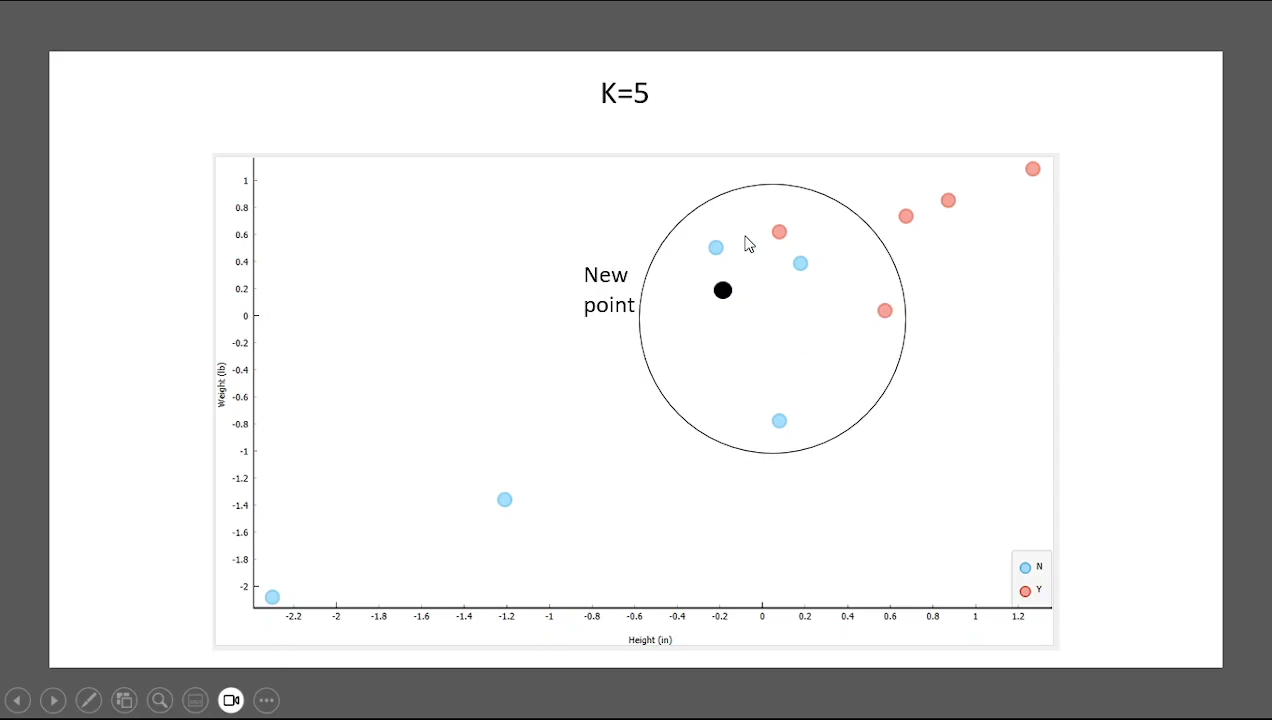 K=5
New
point
1
0.8
0.6
0.4
0.2
0
-0.2
-0.4
-0.6
-0.8
-1
-1.2
-1.4
-1.6
-1.8
-2
Weight (lb)
-2.2 -2 -1.8 -1.6 -1.4 -1.2 -1 -0.8 -0.6 -0.4 -0.2 0 0.2 0.4 0.6 0.8 1 1.2
Height (in)
N
Y